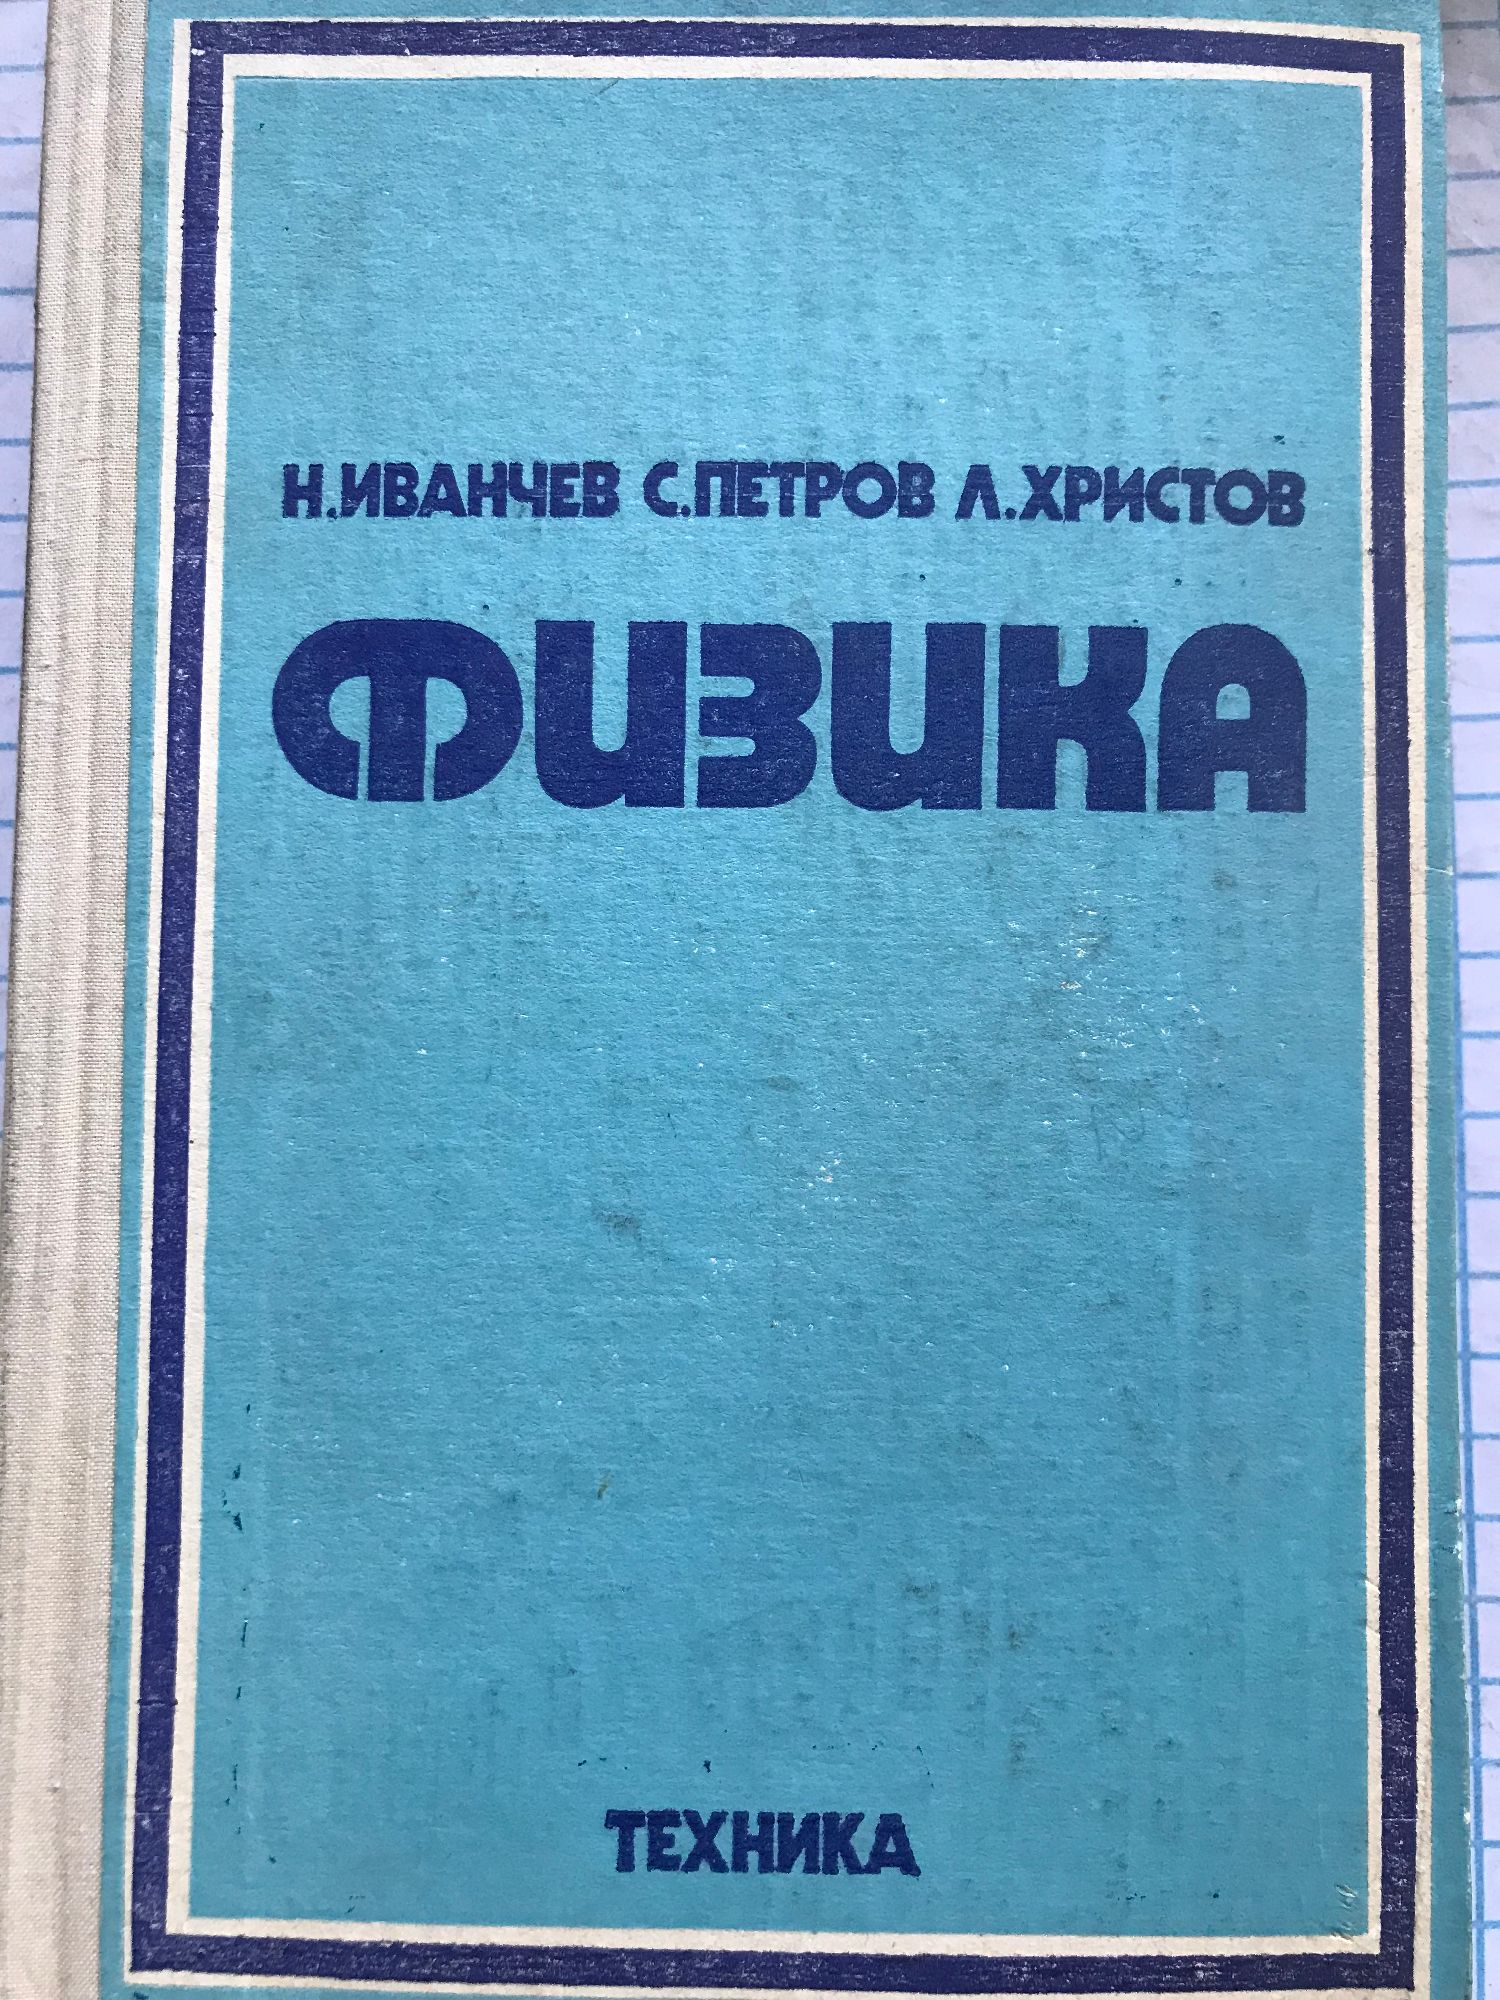 Н.ИВАНЧЕВ С.ПЕТРОВ Л.ХРИСТОВ
ФИЗИКА
ТЕХНИКА